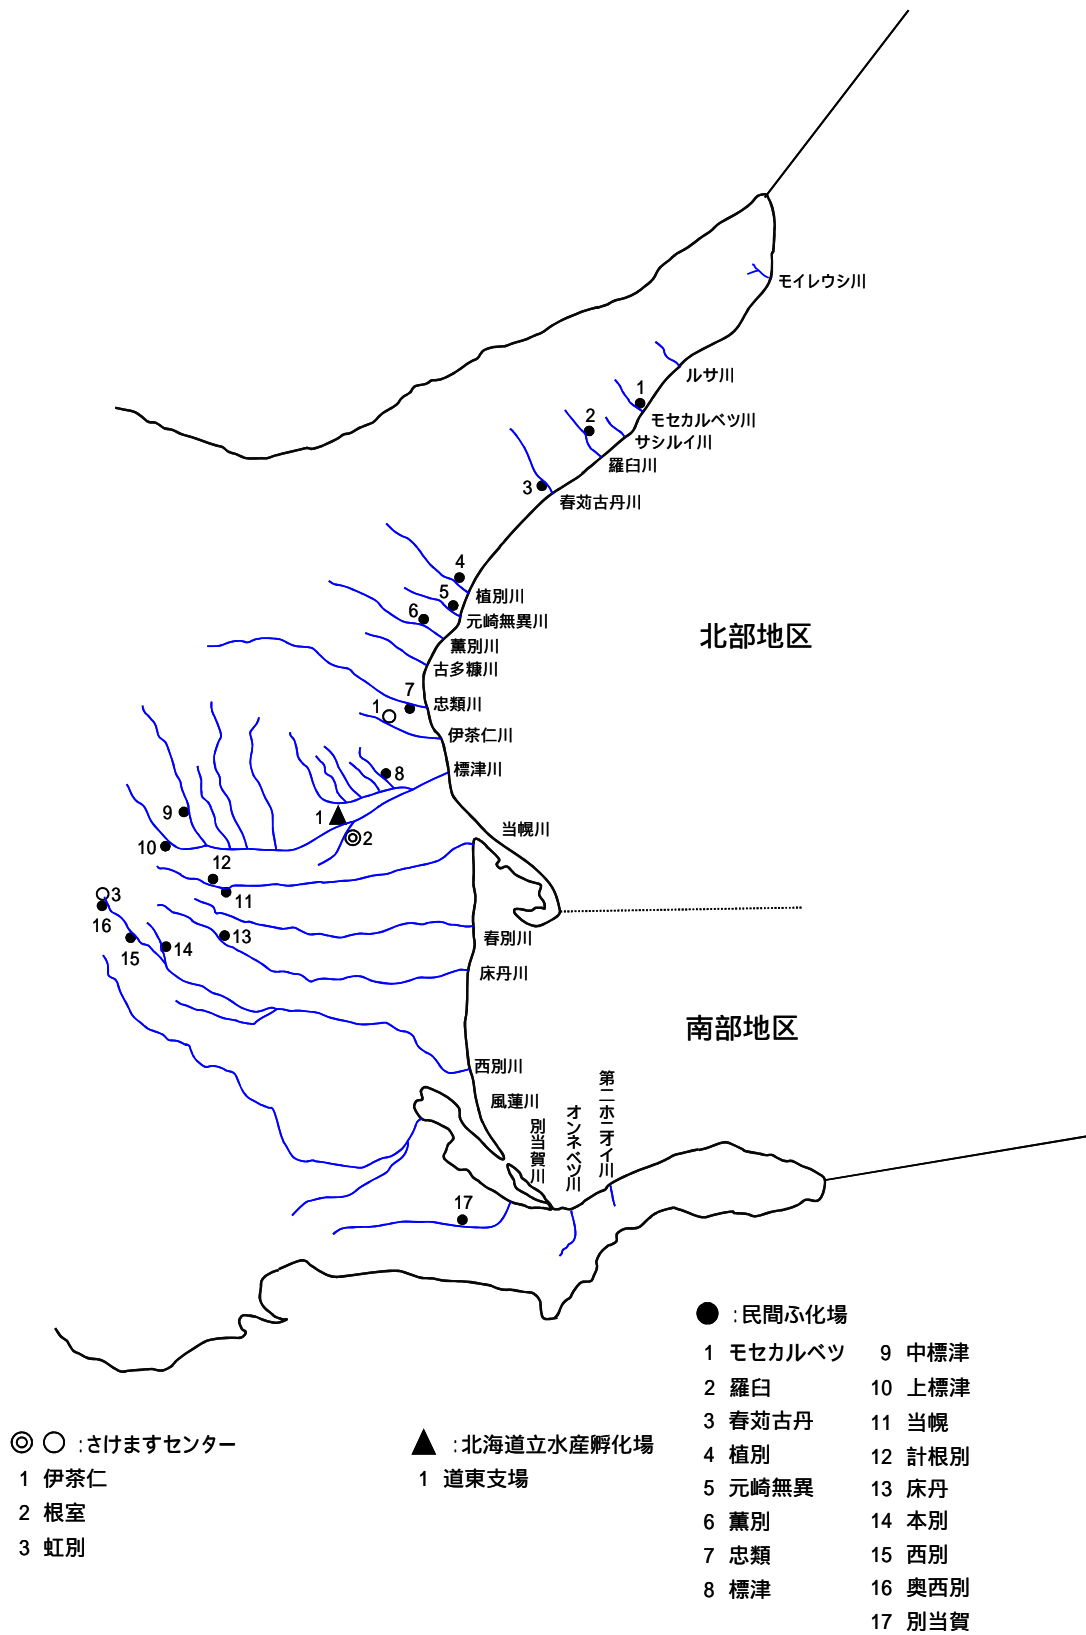 モイレウシ川
ルサ川
1
モセカルベツ川
2
サシルイ川
羅臼川
3
春苅古丹川
4
植別川
5
元崎無異川
6
薫別川
北部地区
古多糠川
7
忠類川
1
伊茶仁川
標津川
8
9
1
当幌川
2
10
12
3
11
16
13
春別川
15
14
床丹川
南部地区
西別川
風蓮川
別当賀川
オンネベツ川
第二ホニオイ川
17
● :民間ふ化場
1 モセカルベツ
2 羅臼
3 春苅古丹
4 植別
5 元崎無異
6 薫別
7 忠類
8 標津
9 中標津
10 上標津
11 当幌
12 計根別
13 床丹
14 本別
15 西別
16 奥西別
17 別当賀
◎ ○ :さけますセンター
1 伊茶仁
2 根室
3 虹別
▲ :北海道立水産孵化場
1 道東支場